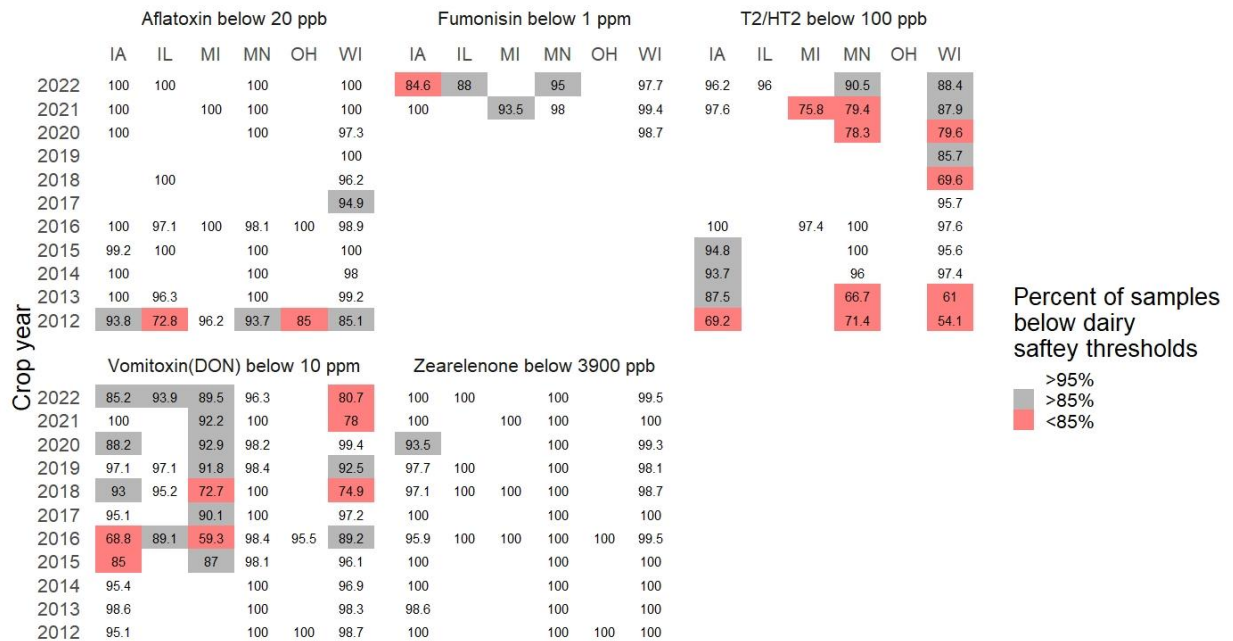 Aflatoxin below 20 ppb Fumonisin below 1 ppm T2/HT2 below 100 ppb
IA IL MI MN OH WI IA IL MI MN OH WI IA IL MI MN OH WI
2022 100 100 100 100 84.6 88 95 97.7 96.2 96 90.5 88.4
2021 100 100 100 100 100 93.5 98 99.4 97.6 75.8 79.4 87.9
2020 100 100 97.3 98.7 78.3 79.6
2019 100 85.7
2018 100 96.2 69.6
2017 94.9 95.7
2016 100 97.1 100 98.1 100 98.9 100 97.4 100 97.6
2015 99.2 100 100 100 94.8 100 95.6
2014 100 100 98 93.7 96 97.4
2013 100 96.3 100 99.2 87.5 66.7 61
2012 93.8 72.8 96.2 93.7 85 85.1 69.2 71.4 54.1
Crop year
Vomitoxin(DON) below 10 ppm Zearelenone below 3900 ppb
2022 85.2 93.9 89.5 96.3 80.7 100 100 100 99.5
2021 100 92.2 100 78 100 100 100 100
2020 88.2 92.9 98.2 99.4 93.5 100 99.3
2019 97.1 97.1 91.8 98.4 92.5 97.7 100 100 98.1
2018 93 95.2 72.7 100 74.9 97.1 100 100 100 98.7
2017 95.1 90.1 100 97.2 100 100 100
2016 68.8 89.1 59.3 98.4 95.5 89.2 95.9 100 100 100 100 99.5
2015 85 87 98.1 96.1 100 100 100
2014 95.4 100 96.9 100 100 100
2013 98.6 100 98.3 98.6 100 100
2012 95.1 100 100 98.7 100 100 100 100
Percent of samples
below dairy
saftey thresholds
>95%
>85%
<85%